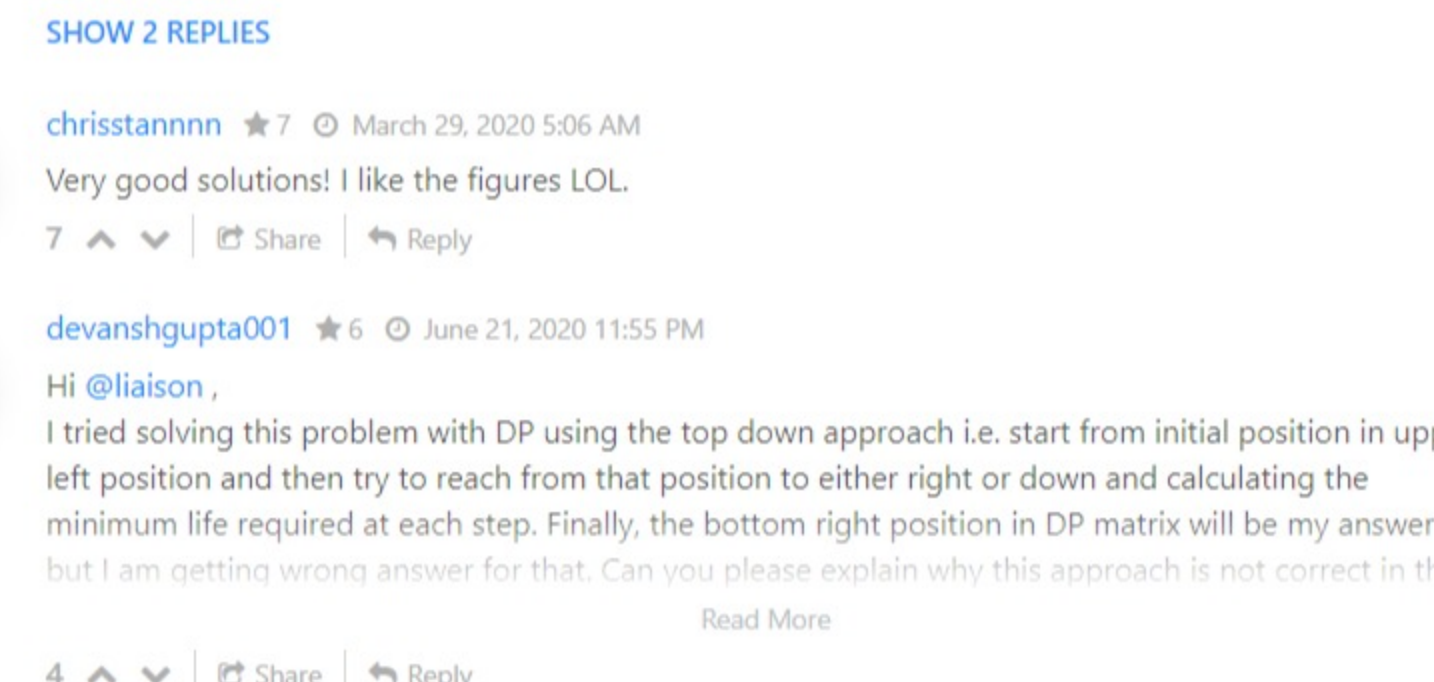 SHOW 2 REPLIES
chrisstannnn 7 March 29, 2020 5:06 AM
Very good solutions! I like the figures LOL.
7 Share Reply
devanshgupta001 6 June 21, 2020 11:55 PM
Hi @liaison ,
I tried solving this problem with DP using the top down approach i.e. start from initial position in upp
left position and then try to reach from that position to either right or down and calculating the
minimum life required at each step. Finally, the bottom right position in DP matrix will be my answer
but I am getting wrong answer for that. Can you please explain why this approach is not correct in th
Read More
4 Share Reply